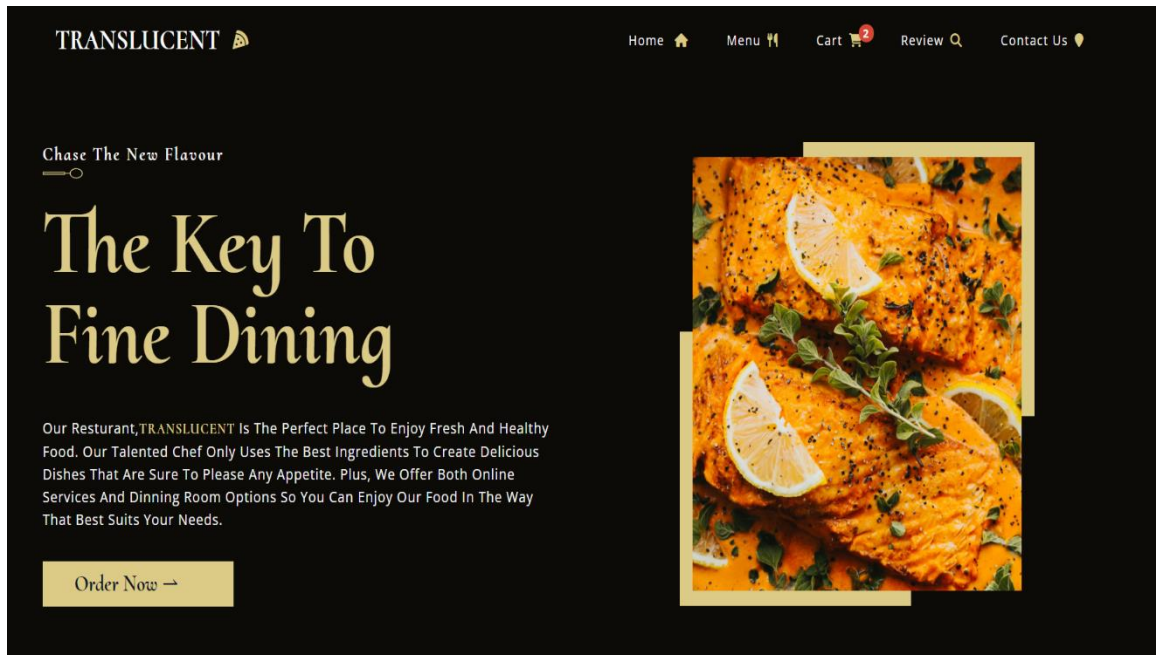 TRANSLUCENT
Home
Menu
Cart 2
Review
Contact Us
Chase The New Flavour
The Key To
Fine Dining
Our Resturant,TRANSLUCENT Is The Perfect Place To Enjoy Fresh And Healthy
Food. Our Talented Chef Only Uses The Best Ingredients To Create Delicious
Dishes That Are Sure To Please Any Appetite. Plus, We Offer Both Online
Services And Dinning Room Options So You Can Enjoy Our Food In The Way
That Best Suits Your Needs.
Order Now →